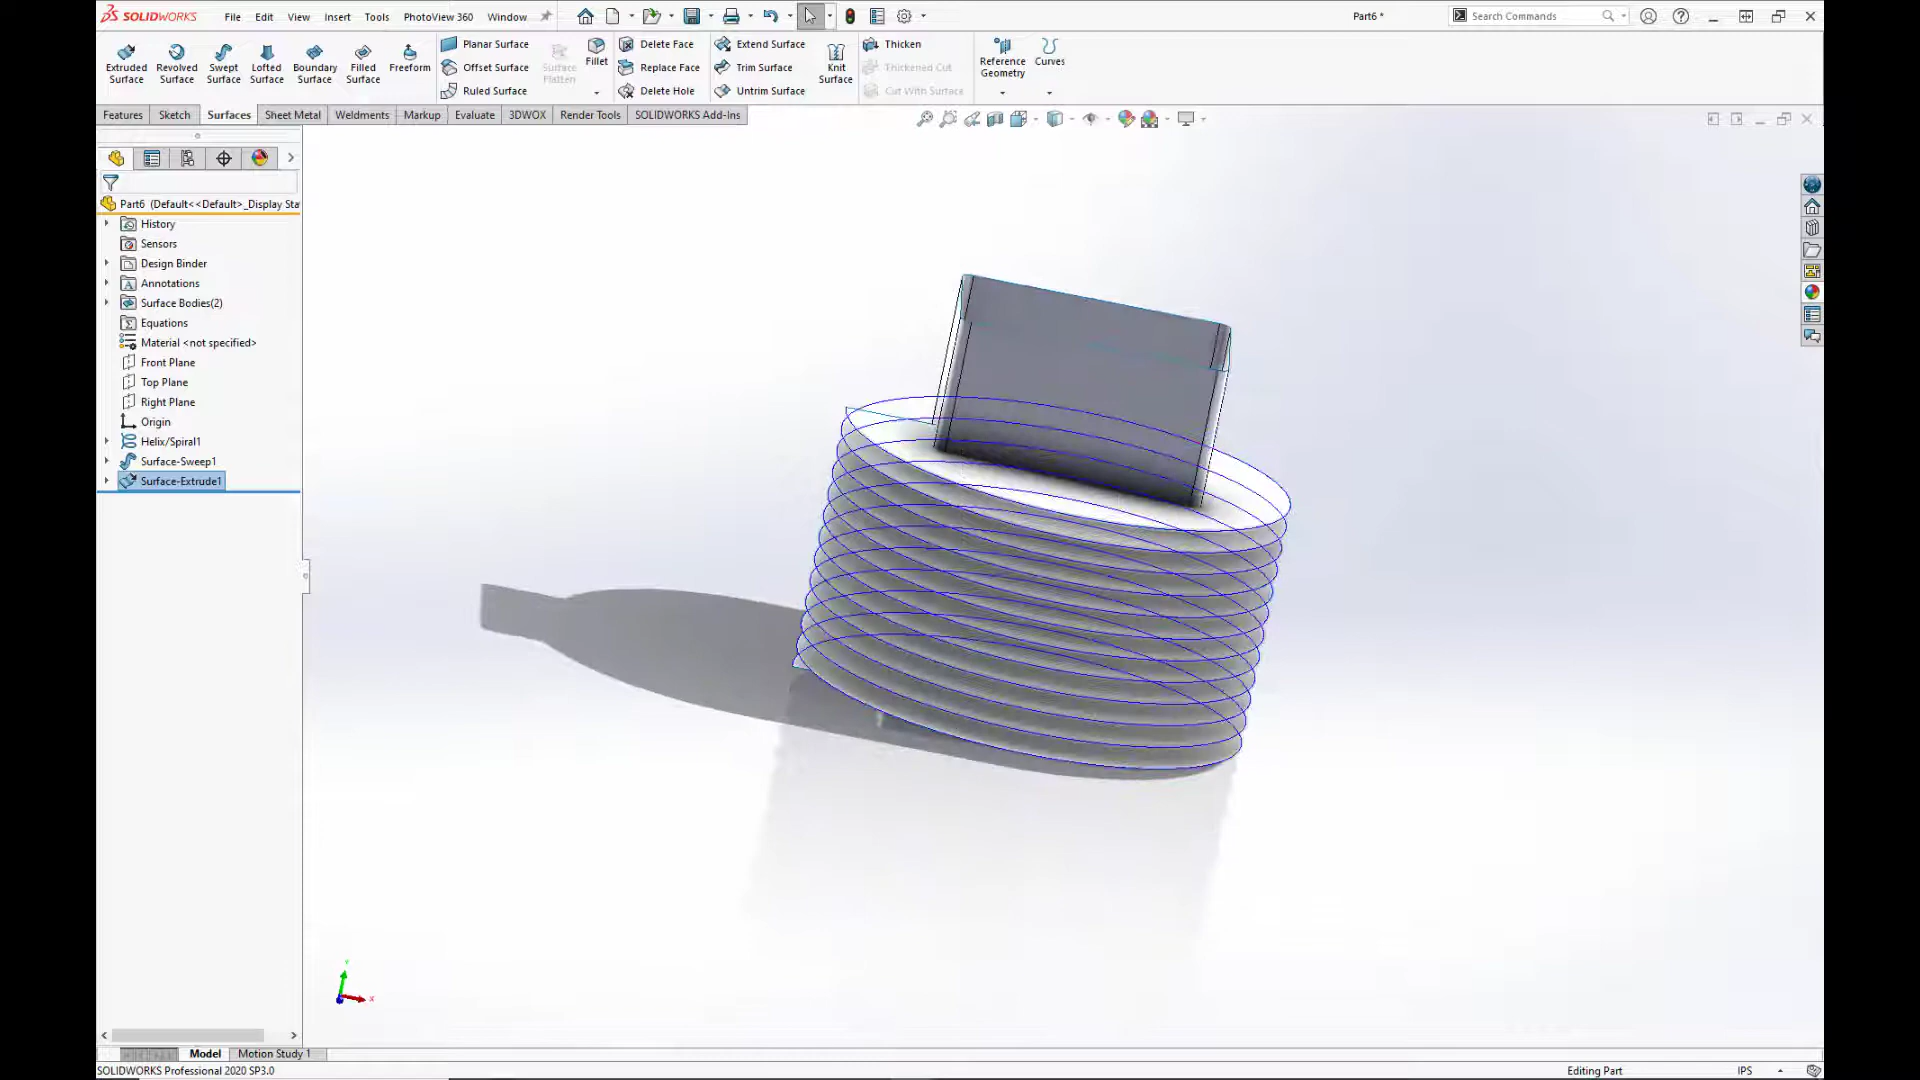 SOLIDWORKS File Edit View Insert Tools PhotoView 360 Window Part6 * Search Commands
Extruded Surface
Revolved Surface
Swept Surface
Lofted Surface
Boundary Surface
Filled Surface
Freeform
Planar Surface
Offset Surface
Ruled Surface
Surface Flatten
Fillet
Delete Face
Replace Face
Delete Hole
Extend Surface
Trim Surface
Untrim Surface
Knit Surface
Thicken
Thickened Cut
Cut With Surface
Reference Geometry
Curves
Features Sketch Surfaces Sheet Metal Weldments Markup Evaluate 3DWOX Render Tools SOLIDWORKS Add-Ins
Part6 (Default<<Default>_Display Sta
History
Sensors
Design Binder
Annotations
Surface Bodies(2)
Equations
Material <not specified>
Front Plane
Top Plane
Right Plane
Origin
Helix/Spiral1
Surface-Sweep1
Surface-Extrude1
Y
X
Model Motion Study 1
SOLIDWORKS Professional 2020 SP3.0 Editing Part IPS